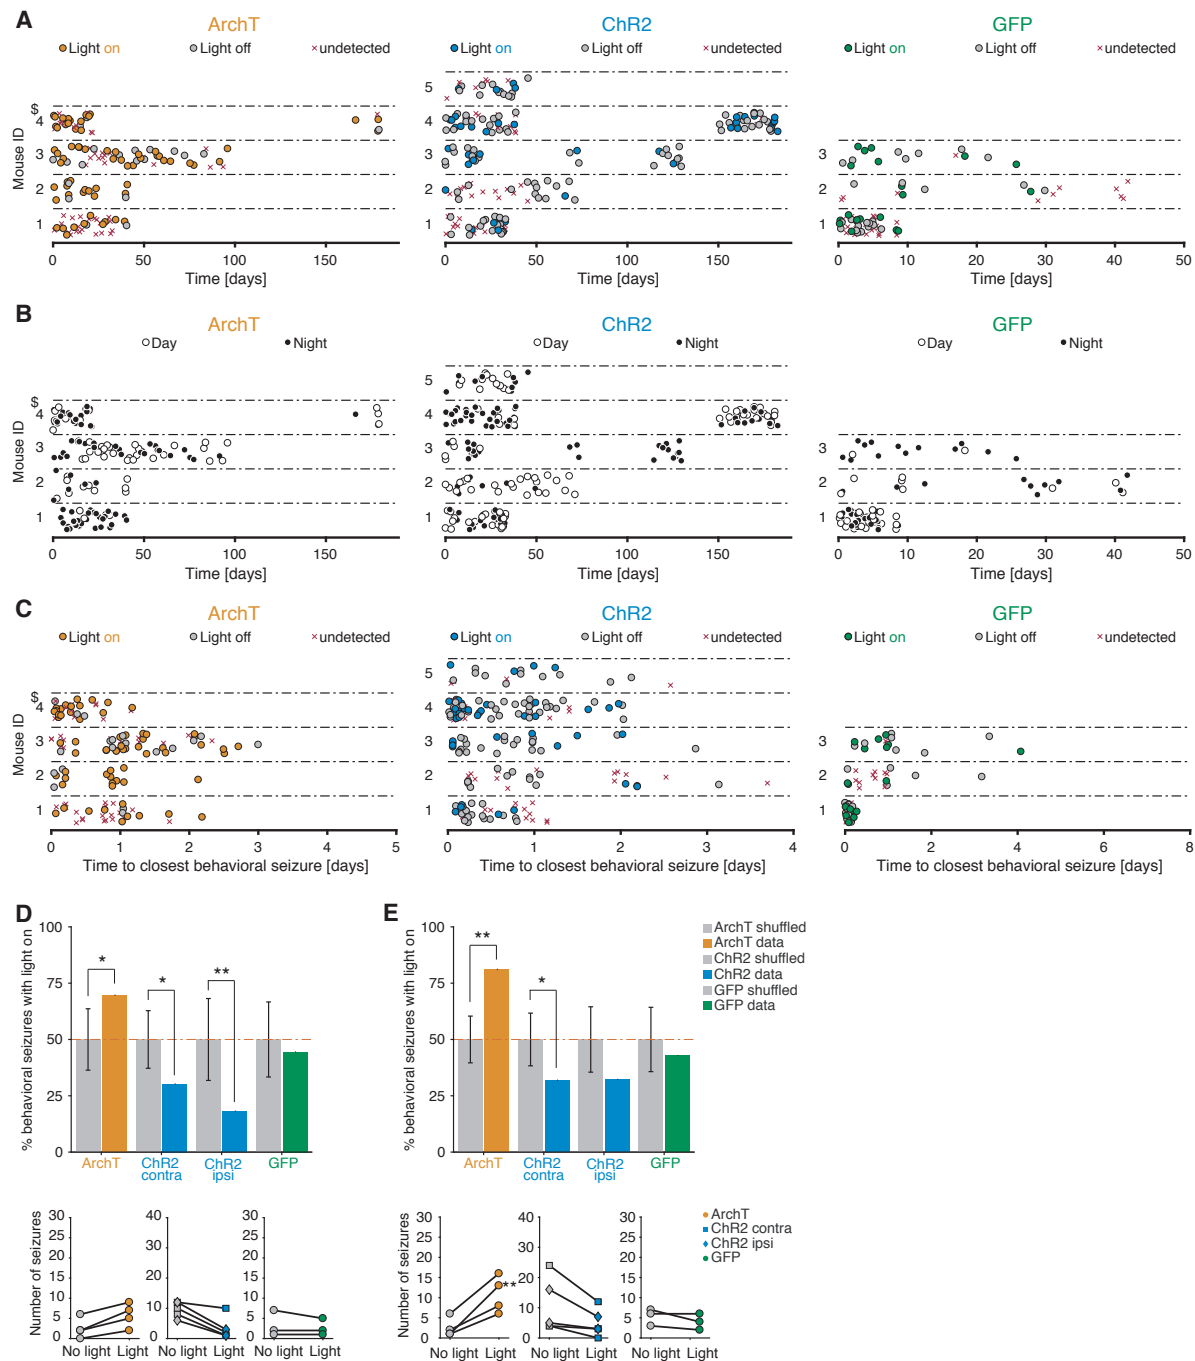 A
ArchT
ChR2
GFP
Light on
Light off
undetected
Light on
Light off
undetected
Light on
Light off
undetected
Mouse ID
$
4
3
2
1
5
4
3
2
1
3
2
1
0 50 100 150
0 50 100 150
0 10 20 30 40 50
Time [days]
Time [days]
Time [days]
B
ArchT
ChR2
GFP
Day
Night
Day
Night
Day
Night
Mouse ID
$
4
3
2
1
5
4
3
2
1
3
2
1
0 50 100 150
0 50 100 150
0 10 20 30 40 50
Time [days]
Time [days]
Time [days]
C
ArchT
ChR2
GFP
Light on
Light off
undetected
Light on
Light off
undetected
Light on
Light off
undetected
Mouse ID
$
4
3
2
1
5
4
3
2
1
3
2
1
0 1 2 3 4 5
0 1 2 3 4
0 2 4 6 8
Time to closest behavioral seizure [days]
Time to closest behavioral seizure [days]
Time to closest behavioral seizure [days]
D
% behavioral seizures with light on
100
75
50
25
0
*
*
**
ArchT
ChR2 contra
ChR2 ipsi
GFP
E
% behavioral seizures with light on
100
75
50
25
0
**
*
ArchT
ChR2 contra
ChR2 ipsi
GFP
ArchT shuffled
ArchT data
ChR2 shuffled
ChR2 data
GFP shuffled
GFP data
Number of seizures
30
25
20
15
10
5
0
No light Light
40
30
20
10
0
No light Light
30
25
20
15
10
5
0
No light Light
Number of seizures
30
25
20
15
10
5
0
**
No light Light
40
30
20
10
0
No light Light
30
25
20
15
10
5
0
No light Light
ArchT
ChR2 contra
ChR2 ipsi
GFP